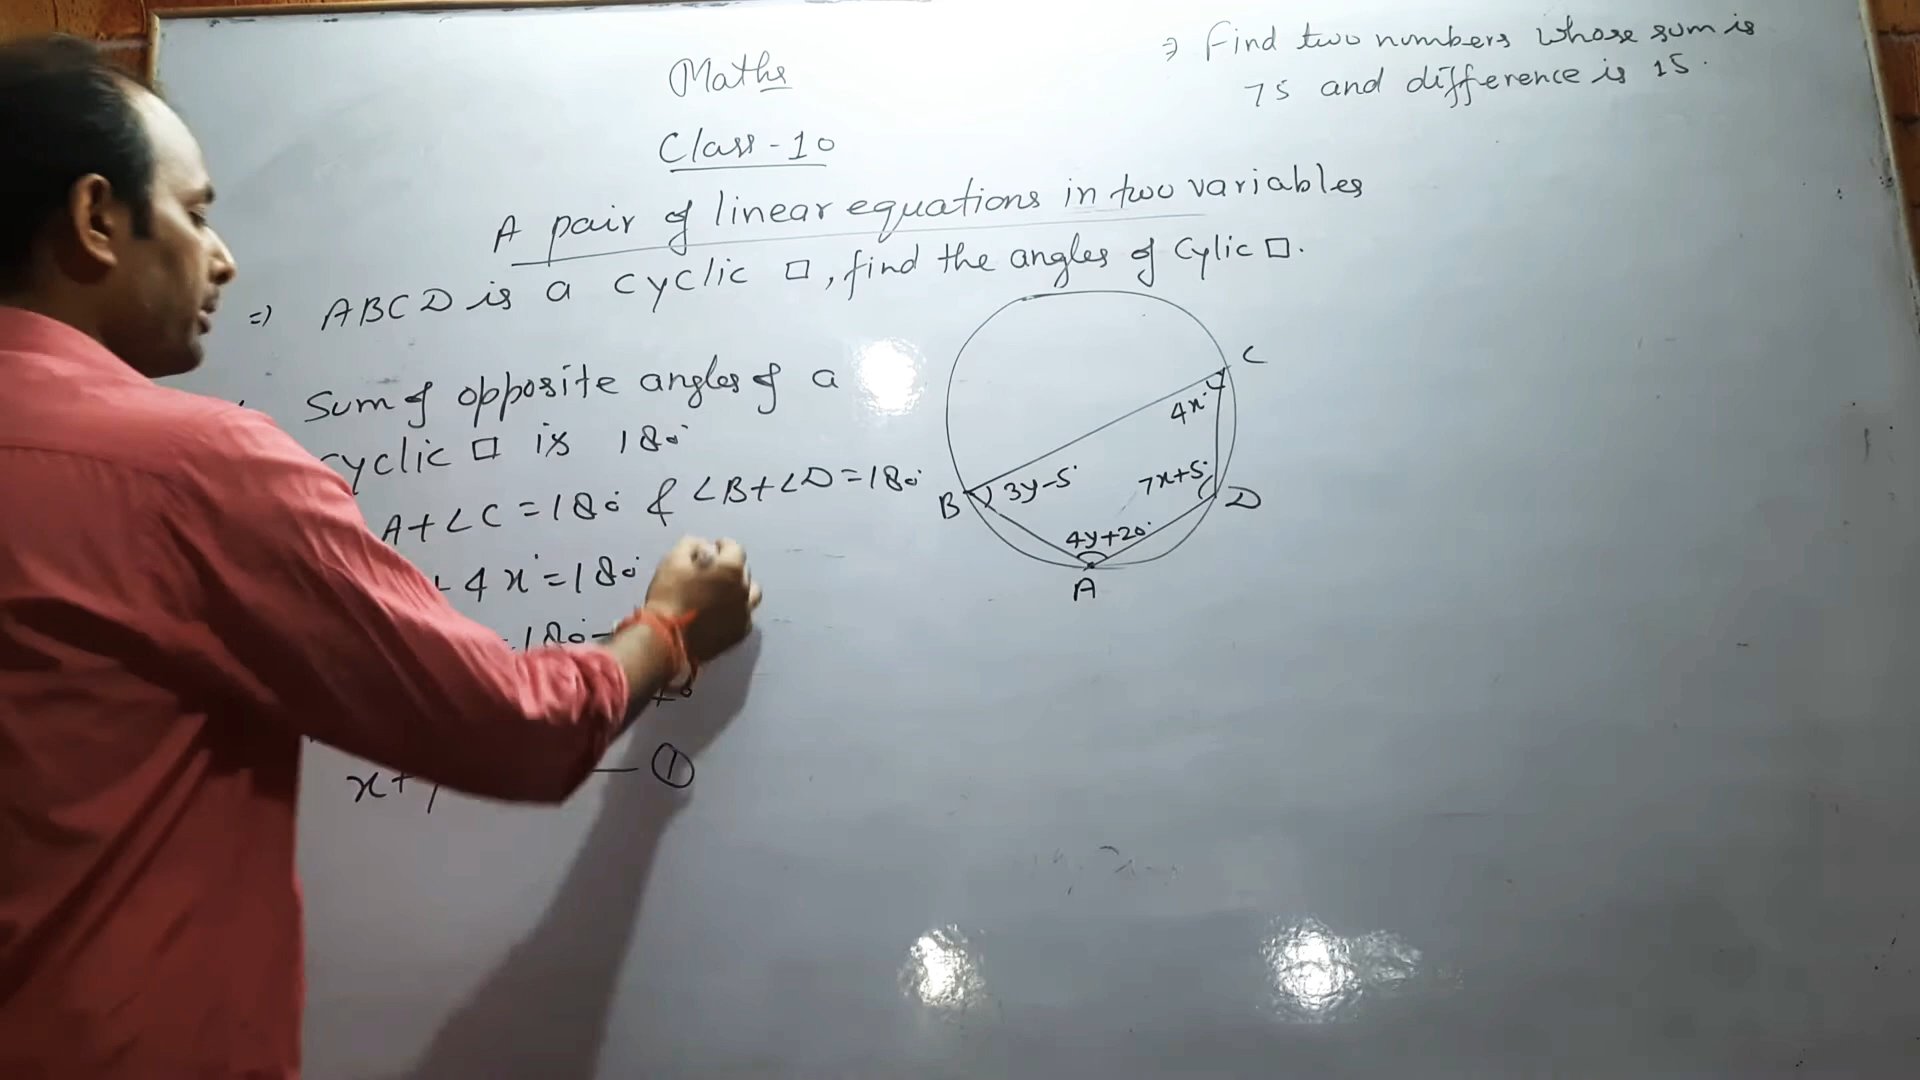 Maths
Class-10
A pair of linear equations in two variables
⇒ Find two numbers whose sum is
75 and difference is 15.
⇒) ABCD is a cyclic □, find the angles of Cylic □.
Sum of opposite angles of a
cyclic □ is 180°
A+∠C=180° & ∠B+∠D=180°
4x°=180°
=180°-
x+y — ①
C
4x°
B 3y-5° 7x+5° D
4y+20°
A